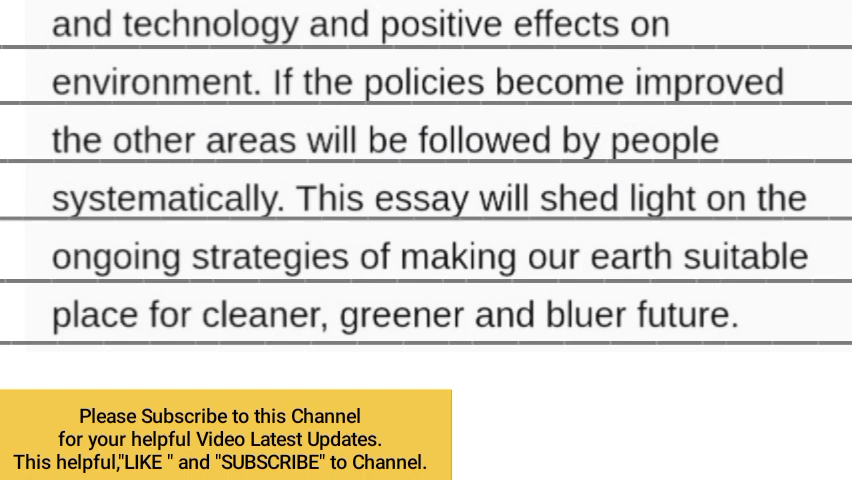 and technology and positive effects on
environment. If the policies become improved
the other areas will be followed by people
systematically. This essay will shed light on the
ongoing strategies of making our earth suitable
place for cleaner, greener and bluer future.
Please Subscribe to this Channel
for your helpful Video Latest Updates.
This helpful,"LIKE " and "SUBSCRIBE" to Channel.